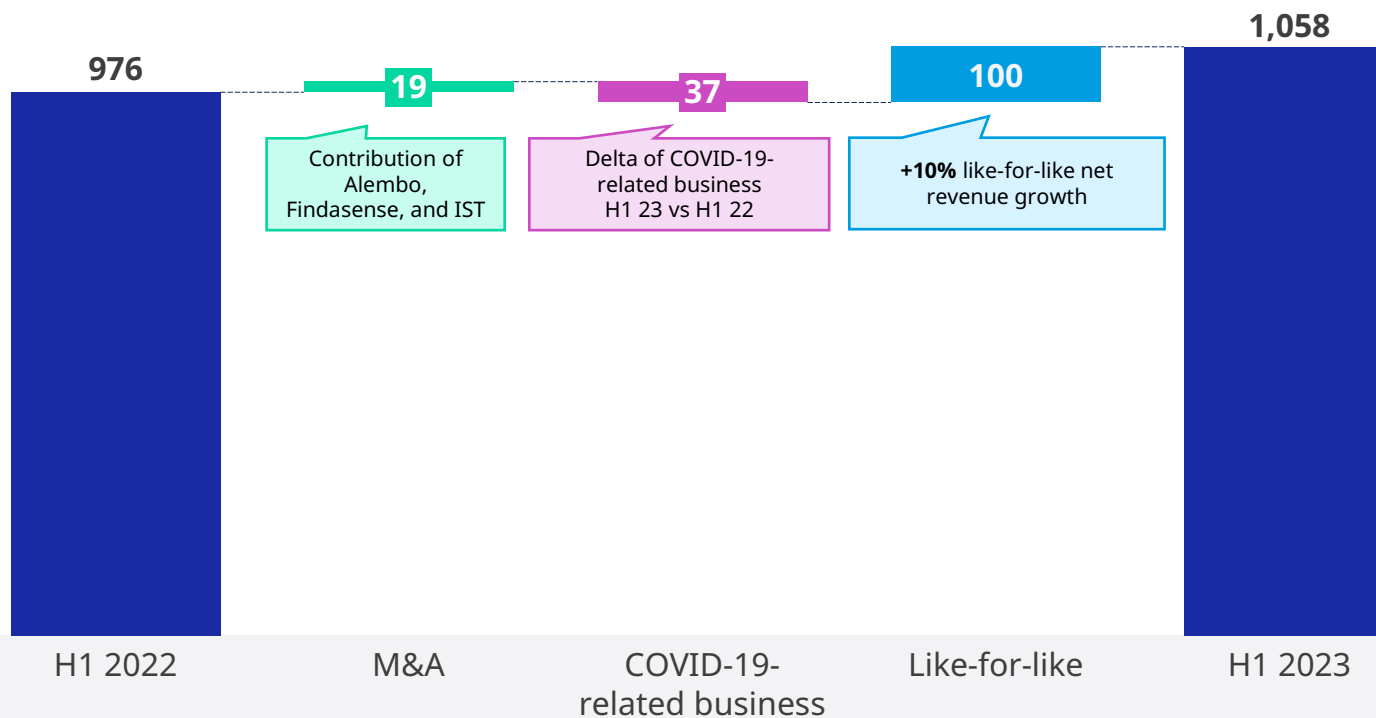 976
19
37
100
1,058
Contribution of
Alembo,
Findasense, and IST
Delta of COVID-19-
related business
H1 23 vs H1 22
+10% like-for-like net
revenue growth
H1 2022
M&A
COVID-19-
related business
Like-for-like
H1 2023